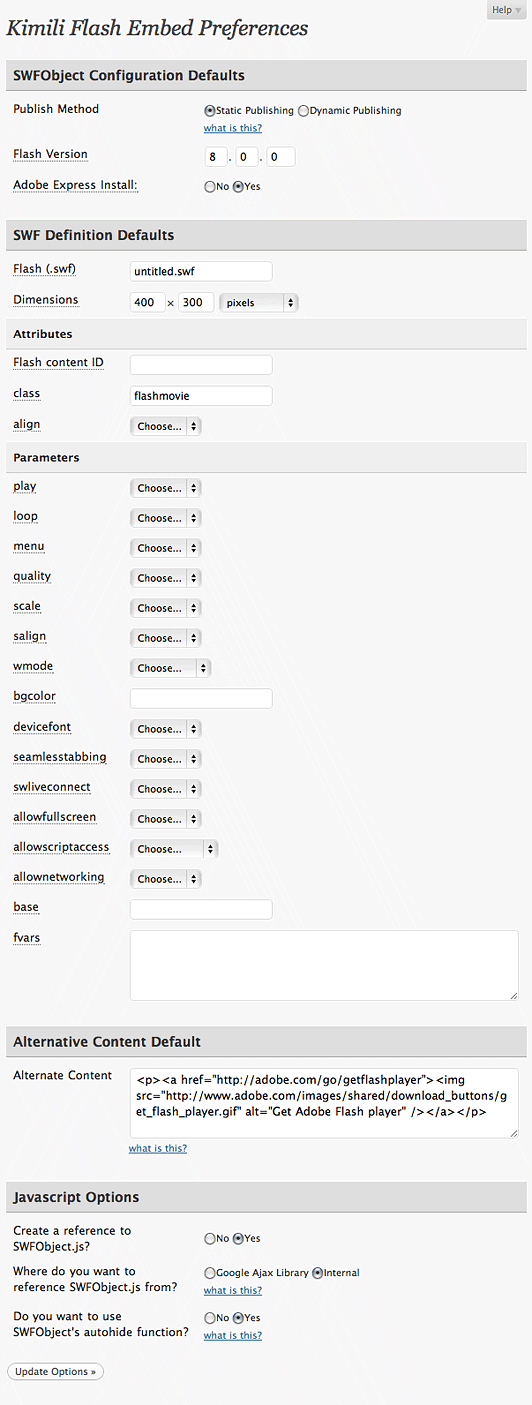 Help
Kimili Flash Embed Preferences
SWFObject Configuration Defaults
Publish Method
Static Publishing Dynamic Publishing
what is this?
Flash Version
8 . 0 . 0
Adobe Express Install:
No Yes
SWF Definition Defaults
Flash (.swf)
untitled.swf
Dimensions
400 × 300 pixels
Attributes
Flash content ID
class
flashmovie
align
Choose...
Parameters
play
Choose...
loop
Choose...
menu
Choose...
quality
Choose...
scale
Choose...
salign
Choose...
wmode
Choose...
bgcolor
devicefont
Choose...
seamlesstabbing
Choose...
swliveconnect
Choose...
allowfullscreen
Choose...
allowscriptaccess
Choose...
allownetworking
Choose...
base
fvars
Alternative Content Default
Alternate Content
<p><a href="http://adobe.com/go/getflashplayer"><img
src="http://www.adobe.com/images/shared/download_buttons/g
et_flash_player.gif" alt="Get Adobe Flash player" /></a></p>
what is this?
Javascript Options
Create a reference to
SWFObject.js?
No Yes
Where do you want to
reference SWFObject.js from?
Google Ajax Library Internal
what is this?
Do you want to use
SWFObject's autohide function?
No Yes
what is this?
Update Options »